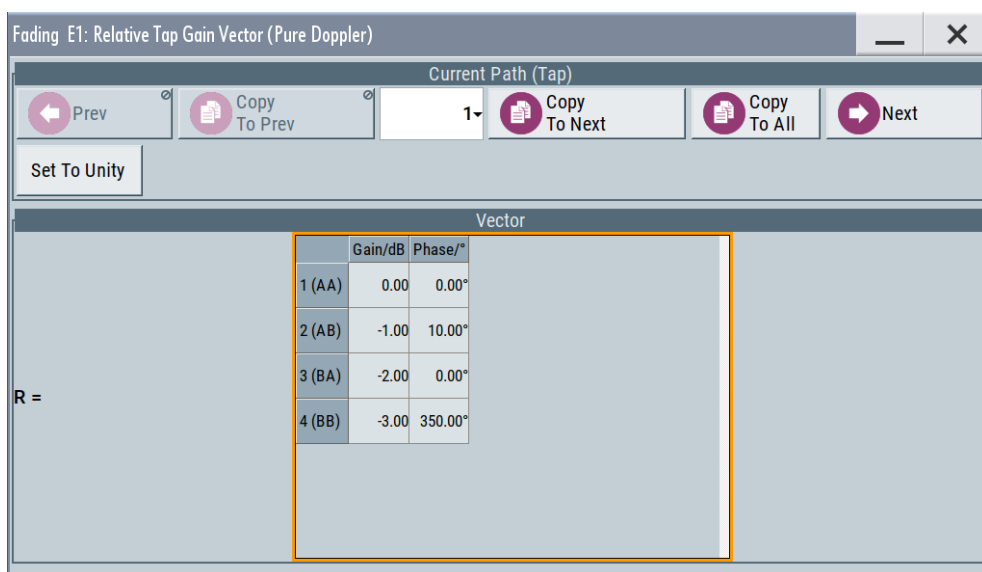 Fading E1: Relative Tap Gain Vector (Pure Doppler)
Current Path (Tap)
Prev
Copy
To Prev
1
Copy
To Next
Copy
To All
Next
Set To Unity
Vector
Gain/dB Phase/°
1 (AA) 0.00 0.00°
2 (AB) -1.00 10.00°
3 (BA) -2.00 0.00°
R =
4 (BB) -3.00 350.00°